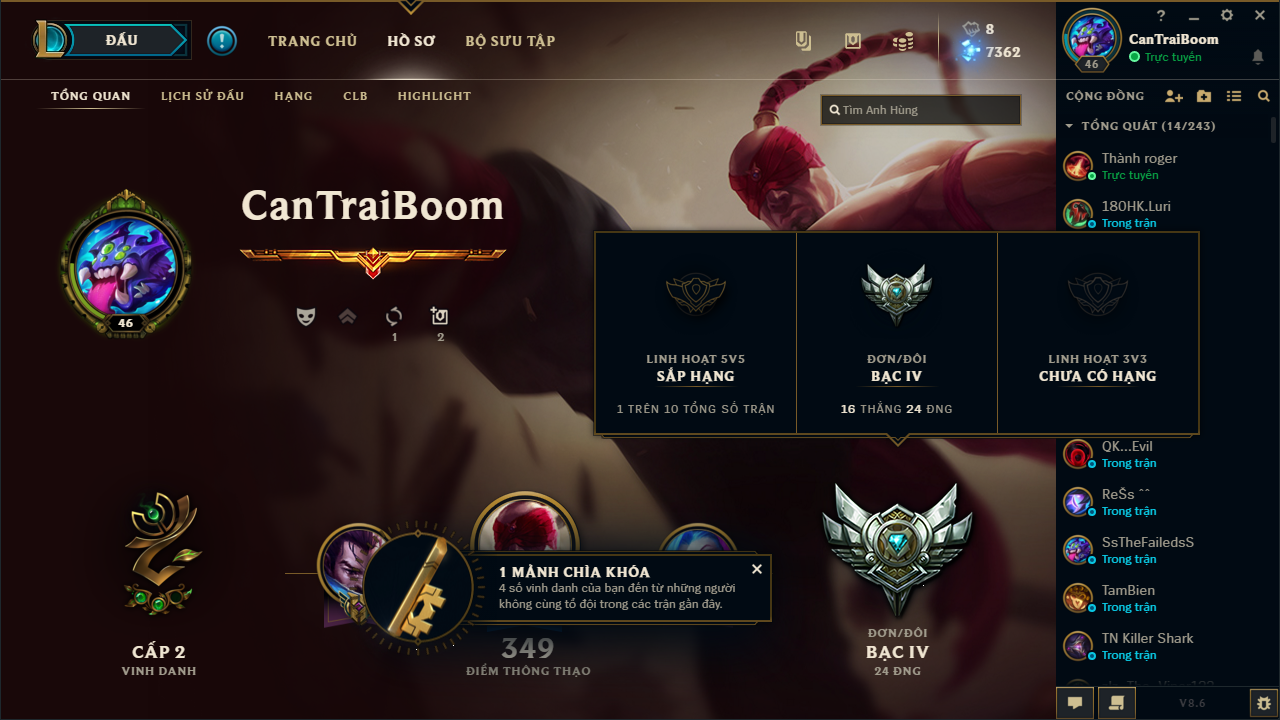 ĐẤU
TRANG CHỦ
HỒ SƠ
BỘ SƯU TẬP
8
7362
?
CanTraiBoom
Trực tuyến
46
TỔNG QUAN
LỊCH SỬ ĐẤU
HẠNG
CLB
HIGHLIGHT
Tìm Anh Hùng
CỘNG ĐỒNG
TỔNG QUÁT (14/243)
Thành roger
Trực tuyến
180HK.Luri
Trong trận
CanTraiBoom
46
1
2
LINH HOẠT 5V5
SẮP HẠNG
1 TRÊN 10 TỔNG SỐ TRẬN
ĐƠN/ĐÔI
BẠC IV
16 THẮNG 24 ĐNG
LINH HOẠT 3V3
CHƯA CÓ HẠNG
QK...Evil
Trong trận
ReŠs ˆˆ
Trong trận
SsTheFailedsS
Trong trận
TamBien
Trong trận
TN Killer Shark
Trong trận
1 MẢNH CHÌA KHÓA
4 số vinh danh của bạn đến từ những người
không cùng tổ đội trong các trận gần đây.
CẤP 2
VINH DANH
349
ĐIỂM THÔNG THẠO
ĐƠN/ĐÔI
BẠC IV
24 ĐNG
V8.6